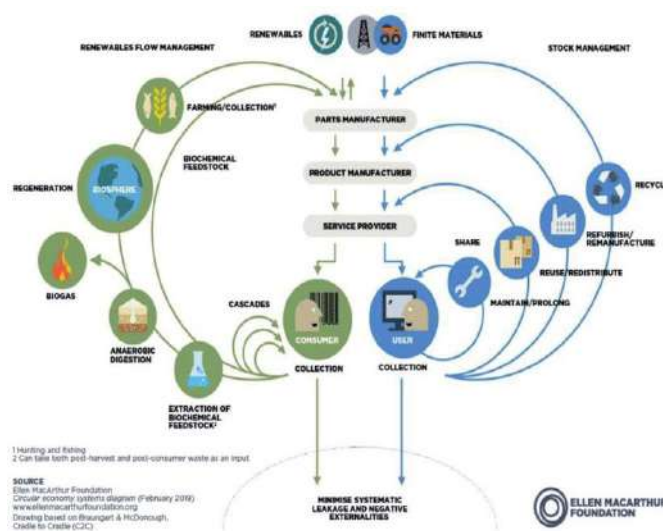 RENEWABLES
FINITE MATERIALS
RENEWABLES FLOW MANAGEMENT
STOCK MANAGEMENT
FARMING/COLLECTION¹
PARTS MANUFACTURER
BIOCHEMICAL
FEEDSTOCK
PRODUCT MANUFACTURER
REGENERATION
BIOSPHERE
RECYCL
SERVICE PROVIDER
SHARE
REFURBISH/
REMANUFACTURE
REUSE/REDISTRIBUTE
BIOGAS
MAINTAIN/PROLONG
CASCADES
CONSUMER
USER
ANAEROBIC
DIGESTION
COLLECTION
COLLECTION
EXTRACTION OF
BIOCHEMICAL
FEEDSTOCK²
1 Hunting and fishing
2 Can take both post-harvest and post-consumer waste as an input
SOURCE
Ellen MacArthur Foundation
Circular economy systems diagram (February 2019)
www.ellenmacarthurfoundation.org
Drawing based on Braungart & McDonough,
Cradle to Cradle (C2C)
MINIMISE SYSTEMATIC
LEAKAGE AND NEGATIVE
EXTERNALITIES
ELLEN MACARTHUR
FOUNDATION